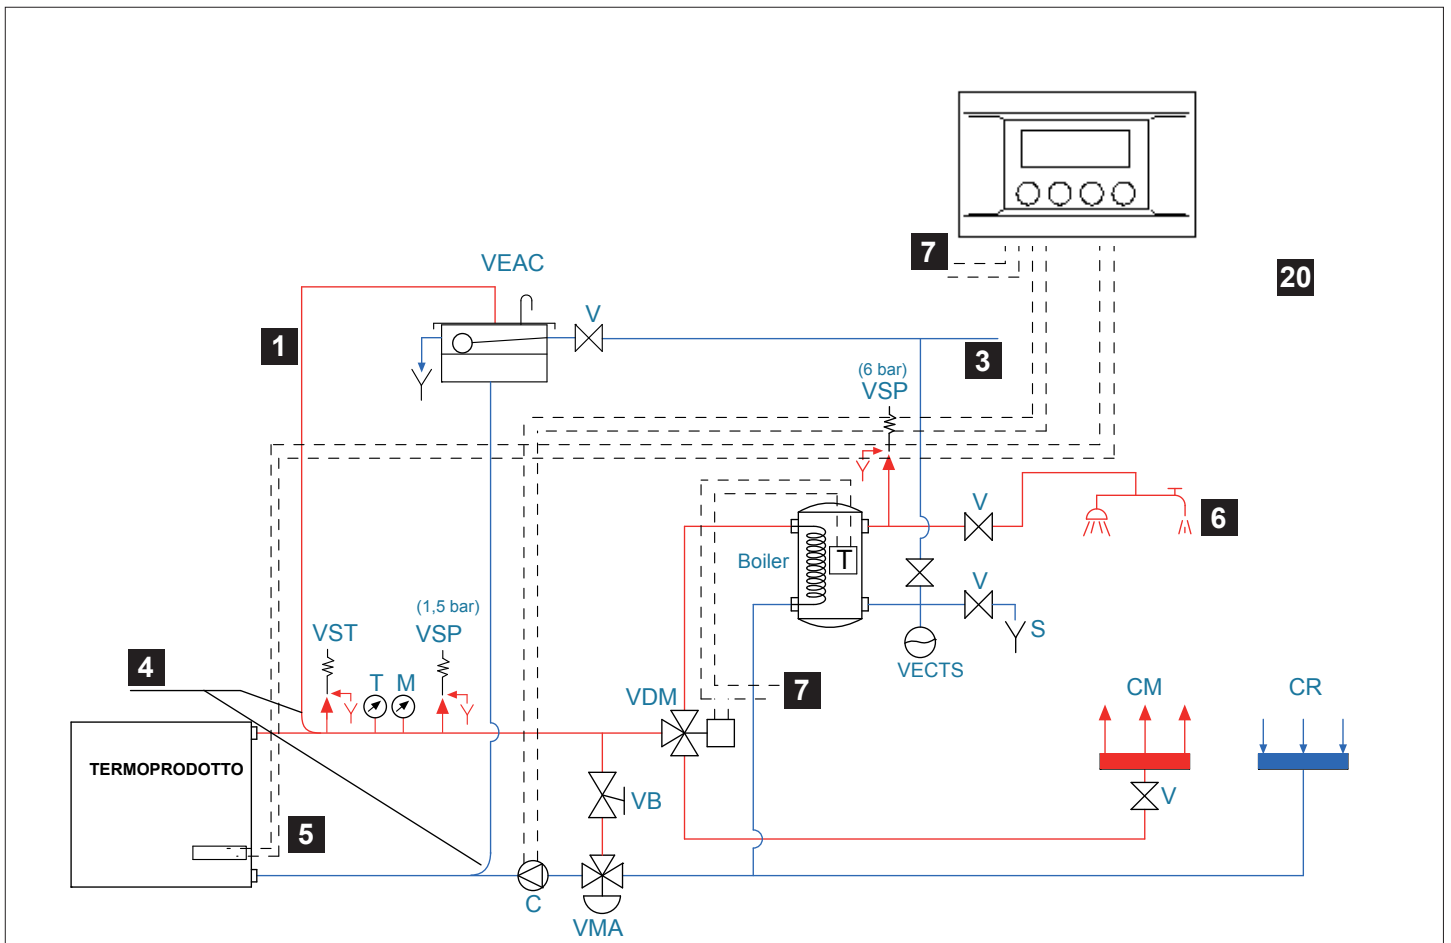 7
20
VEAC
V
1
3
(6 bar)
VSP
V
6
Boiler
T
(1,5 bar)
VST
VSP
V
S
VECTS
4
T
M
VDM
7
CM
CR
TERMOPRODOTTO
VB
V
5
C
VMA